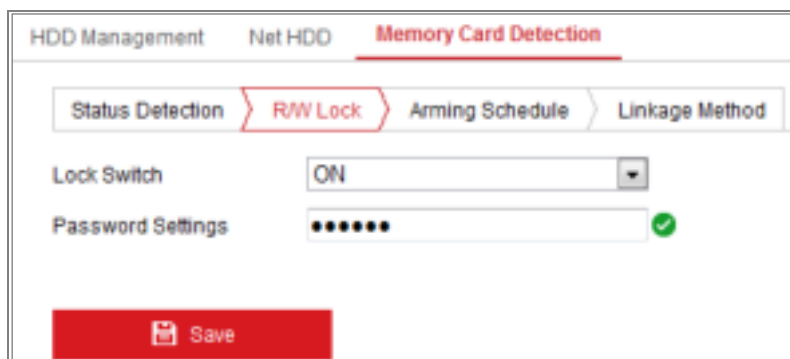 HDD Management Net HDD Memory Card Detection
Status Detection R/W Lock Arming Schedule Linkage Method
Lock Switch ON
Password Settings ••••••
Save